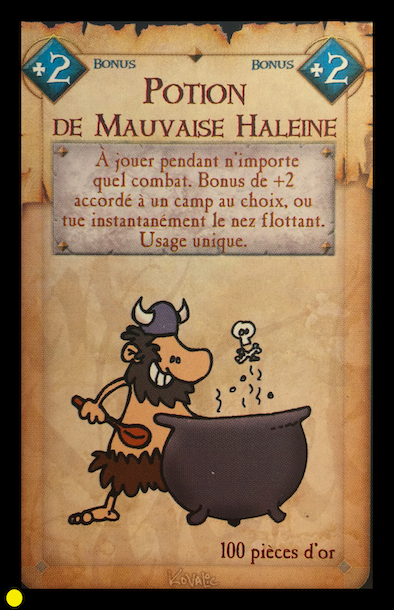 +2 Bonus Bonus +2
Potion
de Mauvaise Haleine
À jouer pendant n'importe
quel combat. Bonus de +2
accordé à un camp au choix, ou
tue instantanément le nez flottant.
Usage unique.
100 pièces d'or
Kovalic